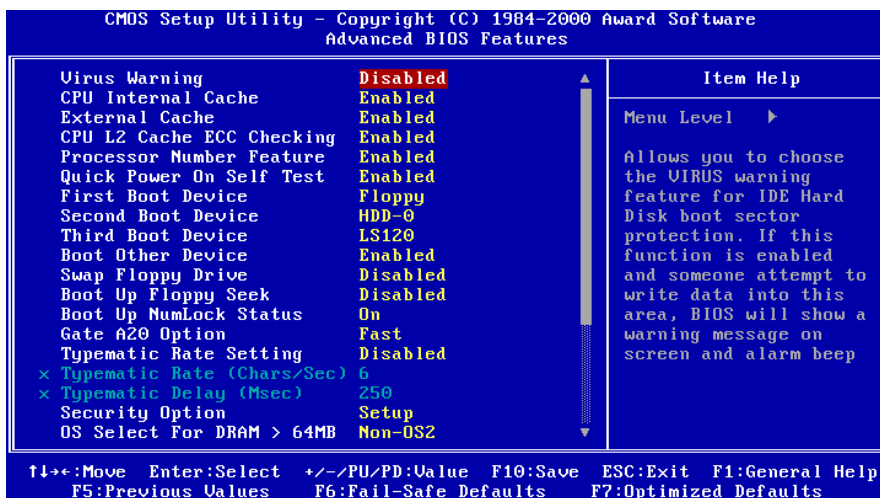 CMOS Setup Utility - Copyright (C) 1984-2000 Award Software
Advanced BIOS Features
Virus Warning Disabled
CPU Internal Cache Enabled
External Cache Enabled
CPU L2 Cache ECC Checking Enabled
Processor Number Feature Enabled
Quick Power On Self Test Enabled
First Boot Device Floppy
Second Boot Device HDD-0
Third Boot Device LS120
Boot Other Device Enabled
Swap Floppy Drive Disabled
Boot Up Floppy Seek Disabled
Boot Up NumLock Status On
Gate A20 Option Fast
Typematic Rate Setting Disabled
x Typematic Rate (Chars/Sec) 6
x Typematic Delay (Msec) 250
Security Option Setup
OS Select For DRAM > 64MB Non-OS2
Item Help
Menu Level ▶
Allows you to choose
the VIRUS warning
feature for IDE Hard
Disk boot sector
protection. If this
function is enabled
and someone attempt to
write data into this
area, BIOS will show a
warning message on
screen and alarm beep
↑↓→←:Move Enter:Select +/-/PU/PD:Value F10:Save ESC:Exit F1:General Help
F5:Previous Values F6:Fail-Safe Defaults F7:Optimized Defaults